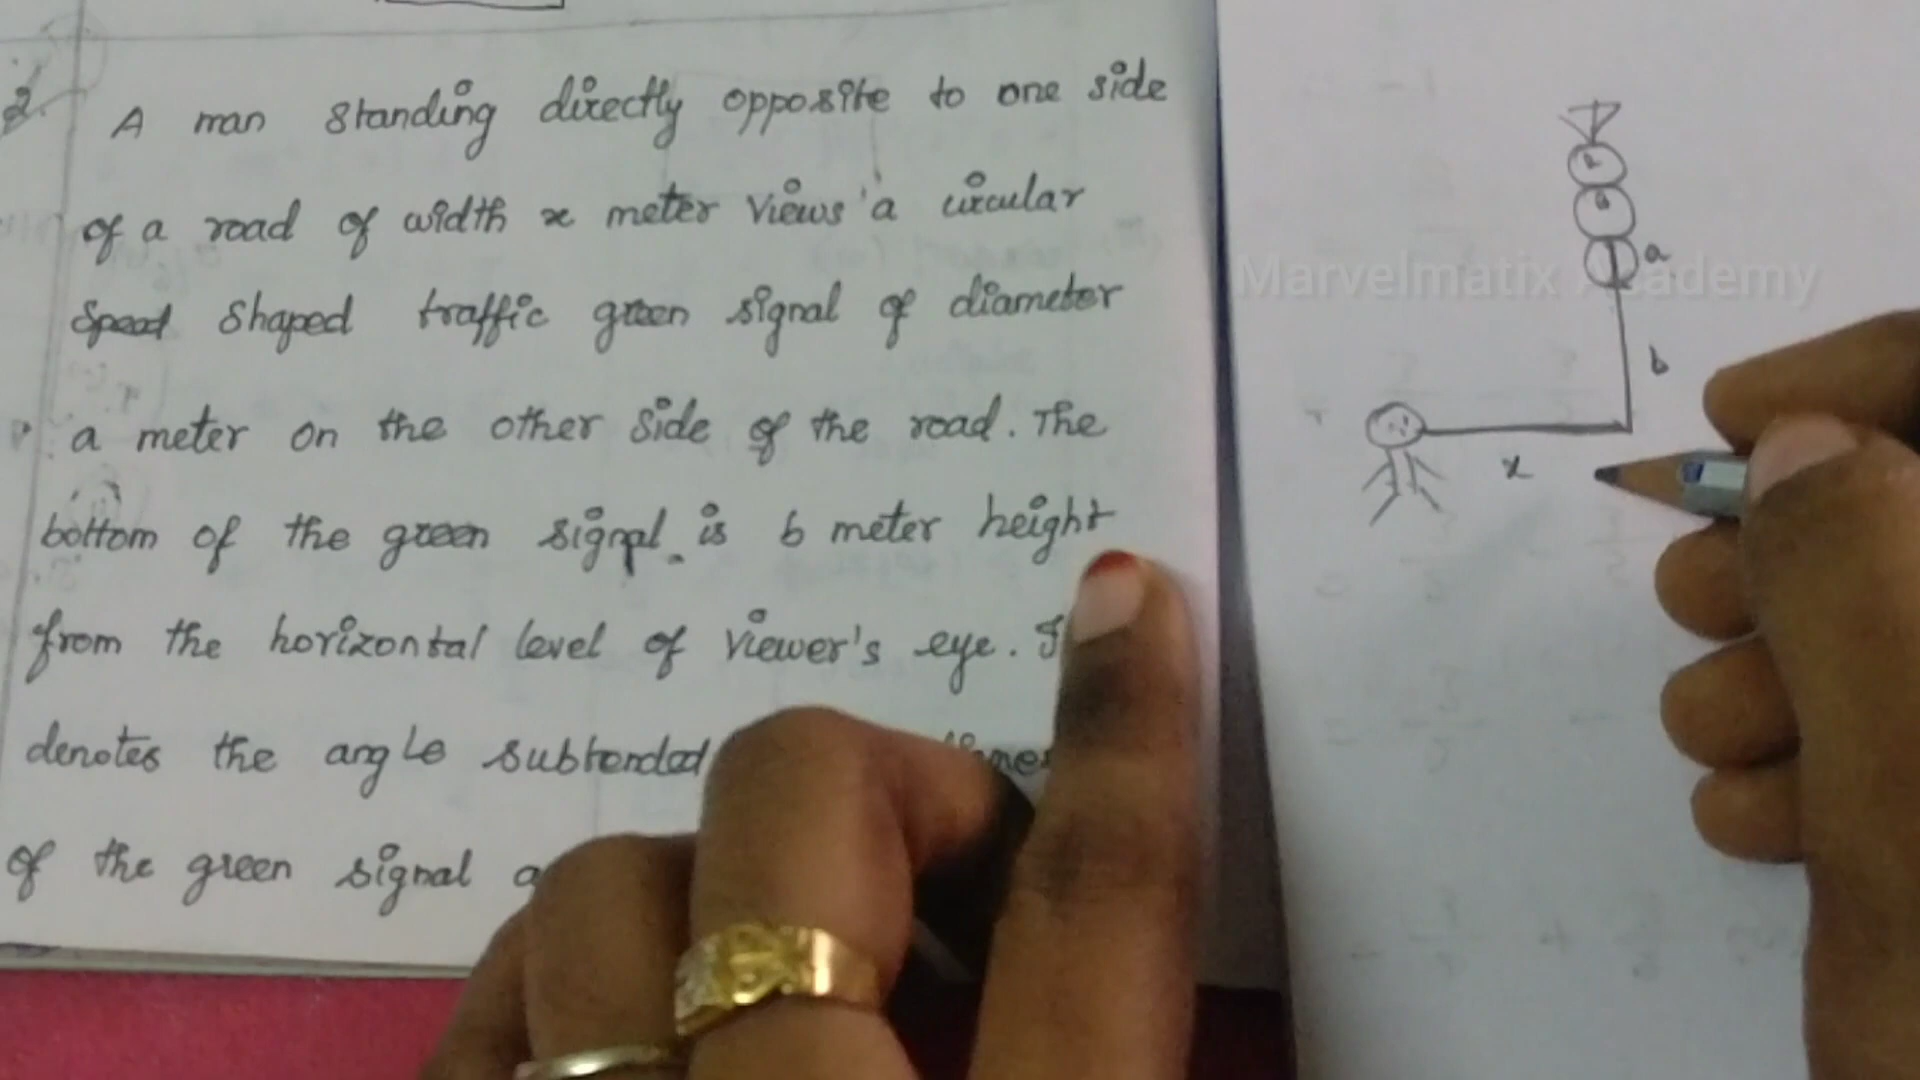 2.
A man standing directly opposite to one side
of a road of width x meter views a circular
shaped traffic green signal of diameter
a meter on the other side of the road. The
bottom of the green signal is b meter height
from the horizontal level of viewer's eye.
denotes the angle subtended
of the green signal
a
b
x
Marvelmatix Academy